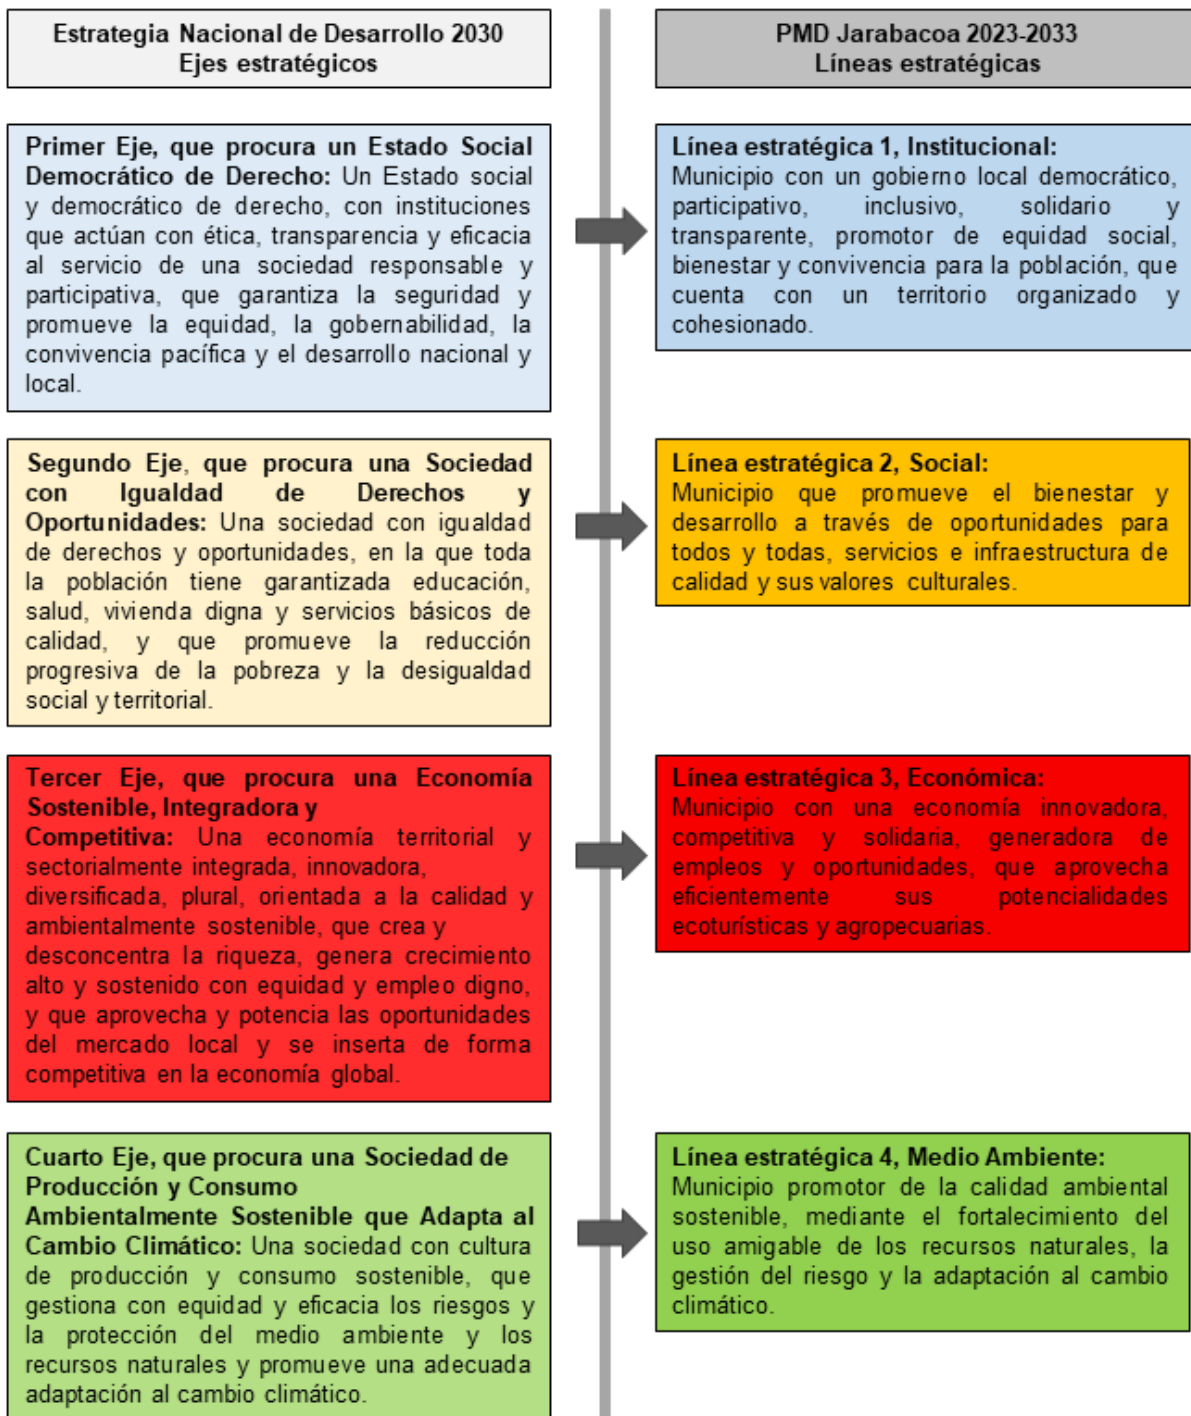 Estrategia Nacional de Desarrollo 2030
Ejes estratégicos
PMD Jarabacoa 2023-2033
Líneas estratégicas
Primer Eje, que procura un Estado Social
Democrático de Derecho: Un Estado social
y democrático de derecho, con instituciones
que actúan con ética, transparencia y eficacia
al servicio de una sociedad responsable y
participativa, que garantiza la seguridad y
promueve la equidad, la gobernabilidad, la
convivencia pacífica y el desarrollo nacional y
local.
Línea estratégica 1, Institucional:
Municipio con un gobierno local democrático,
participativo, inclusivo, solidario y
transparente, promotor de equidad social,
bienestar y convivencia para la población, que
cuenta con un territorio organizado y
cohesionado.
Segundo Eje, que procura una Sociedad
con Igualdad de Derechos y
Oportunidades: Una sociedad con igualdad
de derechos y oportunidades, en la que toda
la población tiene garantizada educación,
salud, vivienda digna y servicios básicos de
calidad, y que promueve la reducción
progresiva de la pobreza y la desigualdad
social y territorial.
Línea estratégica 2, Social:
Municipio que promueve el bienestar y
desarrollo a través de oportunidades para
todos y todas, servicios e infraestructura de
calidad y sus valores culturales.
Tercer Eje, que procura una Economía
Sostenible, Integradora y
Competitiva: Una economía territorial y
sectorialmente integrada, innovadora,
diversificada, plural, orientada a la calidad y
ambientalmente sostenible, que crea y
desconcentra la riqueza, genera crecimiento
alto y sostenido con equidad y empleo digno,
y que aprovecha y potencia las oportunidades
del mercado local y se inserta de forma
competitiva en la economía global.
Línea estratégica 3, Económica:
Municipio con una economía innovadora,
competitiva y solidaria, generadora de
empleos y oportunidades, que aprovecha
eficientemente sus potencialidades
ecoturísticas y agropecuarias.
Cuarto Eje, que procura una Sociedad de
Producción y Consumo
Ambientalmente Sostenible que Adapta al
Cambio Climático: Una sociedad con cultura
de producción y consumo sostenible, que
gestiona con equidad y eficacia los riesgos y
la protección del medio ambiente y los
recursos naturales y promueve una adecuada
adaptación al cambio climático.
Línea estratégica 4, Medio Ambiente:
Municipio promotor de la calidad ambiental
sostenible, mediante el fortalecimiento del
uso amigable de los recursos naturales, la
gestión del riesgo y la adaptación al cambio
climático.